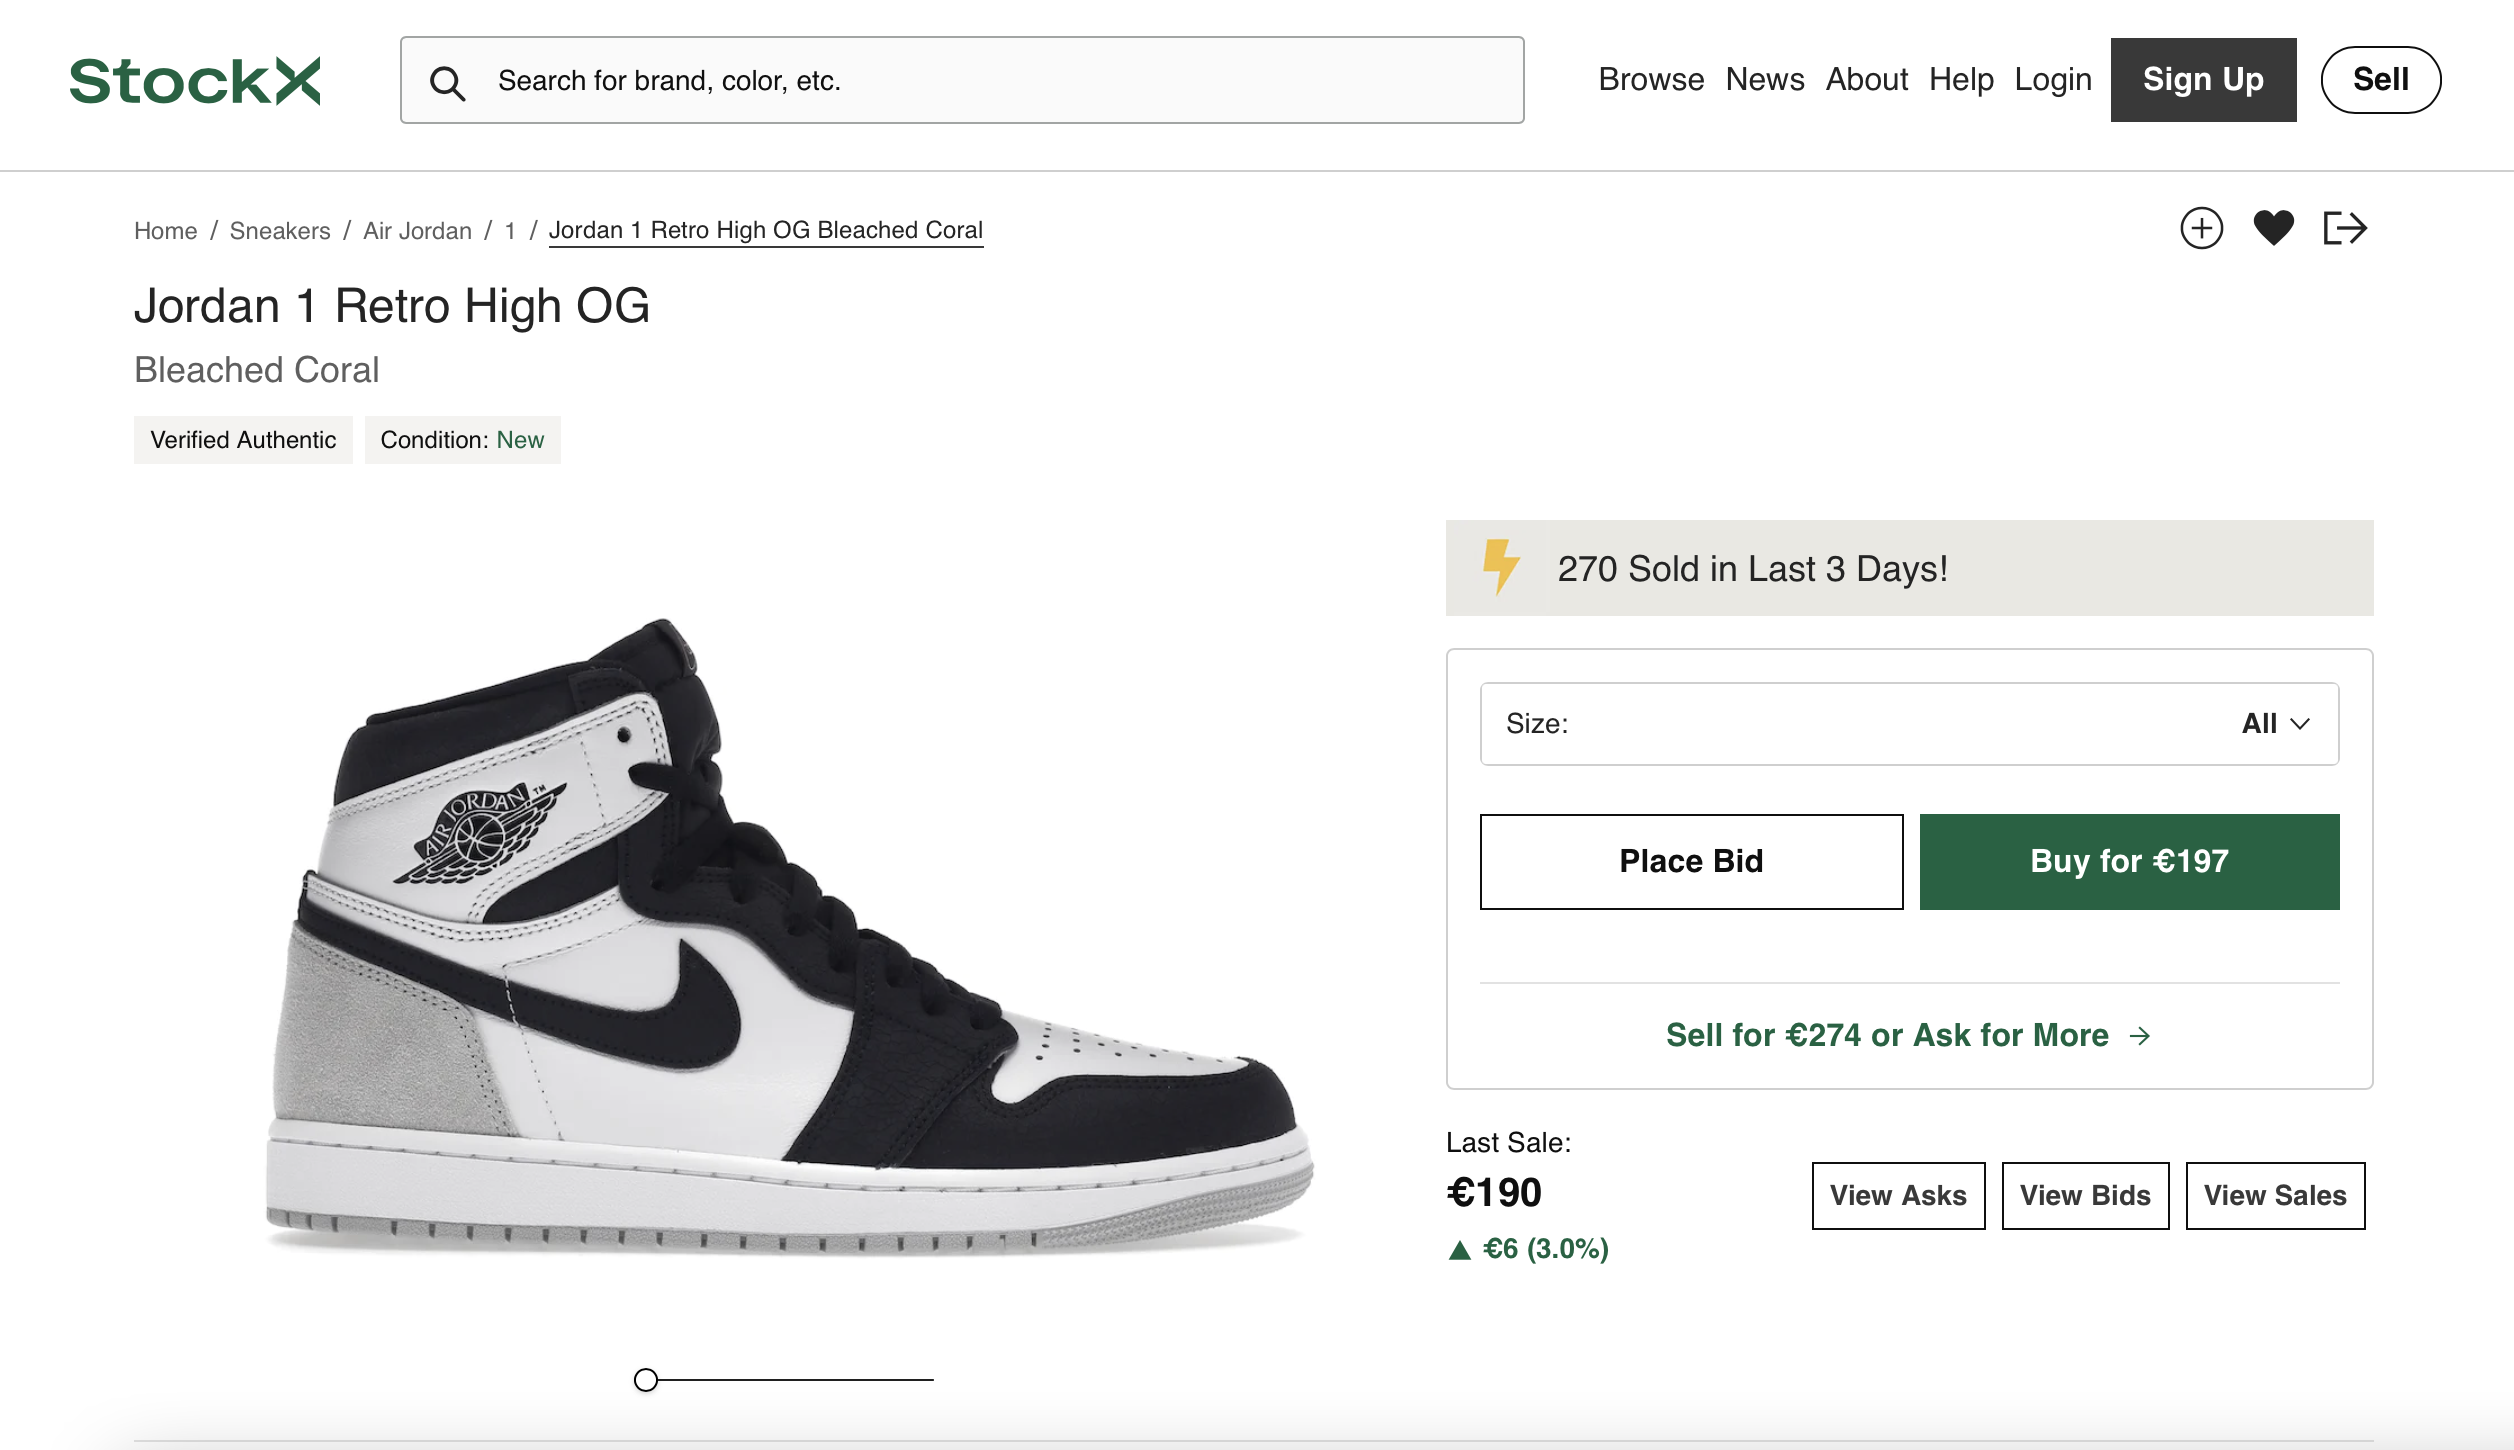 StockX
Search for brand, color, etc.
Browse News About Help Login Sign Up Sell
Home / Sneakers / Air Jordan / 1 / Jordan 1 Retro High OG Bleached Coral
Jordan 1 Retro High OG
Bleached Coral
Verified Authentic Condition: New
AIR JORDAN TM
270 Sold in Last 3 Days!
Size: All
Place Bid Buy for €197
Sell for €274 or Ask for More →
Last Sale:
€190
▲ €6 (3.0%)
View Asks View Bids View Sales